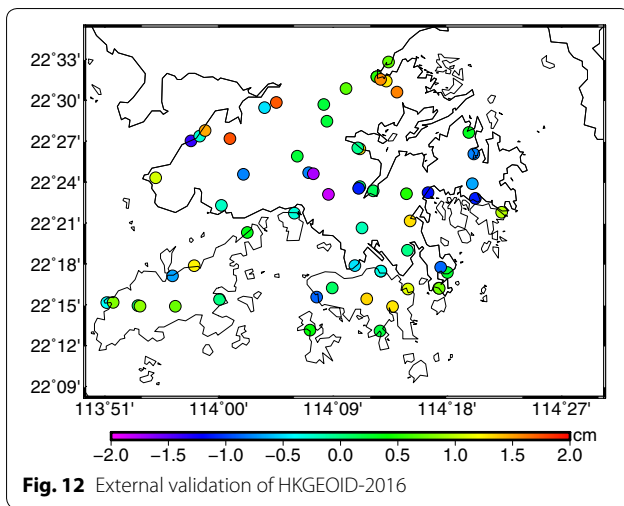 22˚33'
22˚30'
22˚27'
22˚24'
22˚21'
22˚18'
22˚15'
22˚12'
22˚09'
113˚51' 114˚00' 114˚09' 114˚18' 114˚27'
cm
−2.0 −1.5 −1.0 −0.5 0.0 0.5 1.0 1.5 2.0
Fig. 12 External validation of HKGEOID-2016